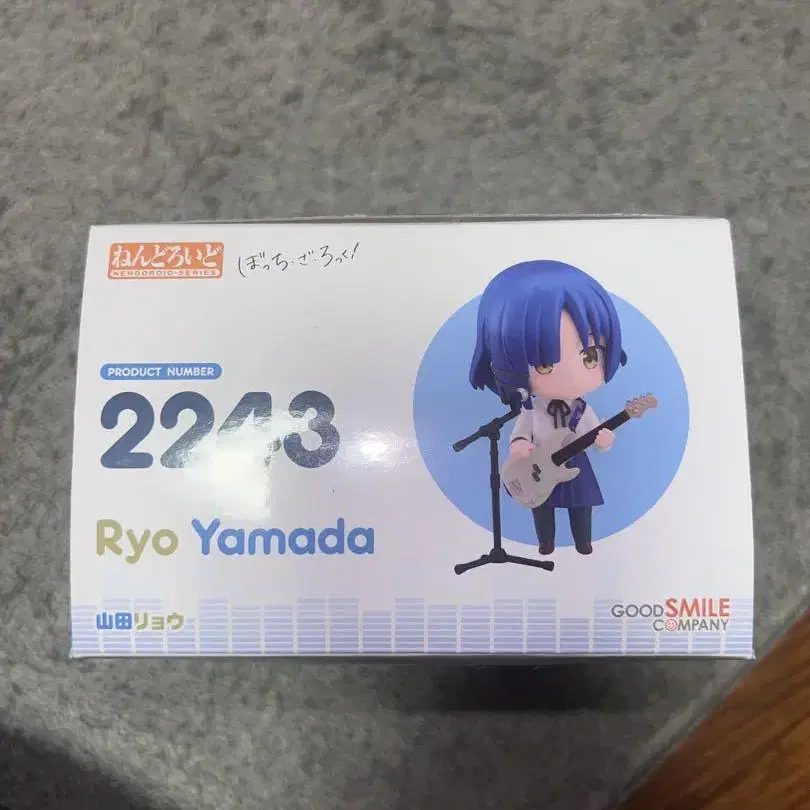 ねんどろいど
NENDOROID-SERIES
ぼっち・ざ・ろっく!
PRODUCT NUMBER
2243
Ryo Yamada
山田リョウ
GOOD SMILE
COMPANY